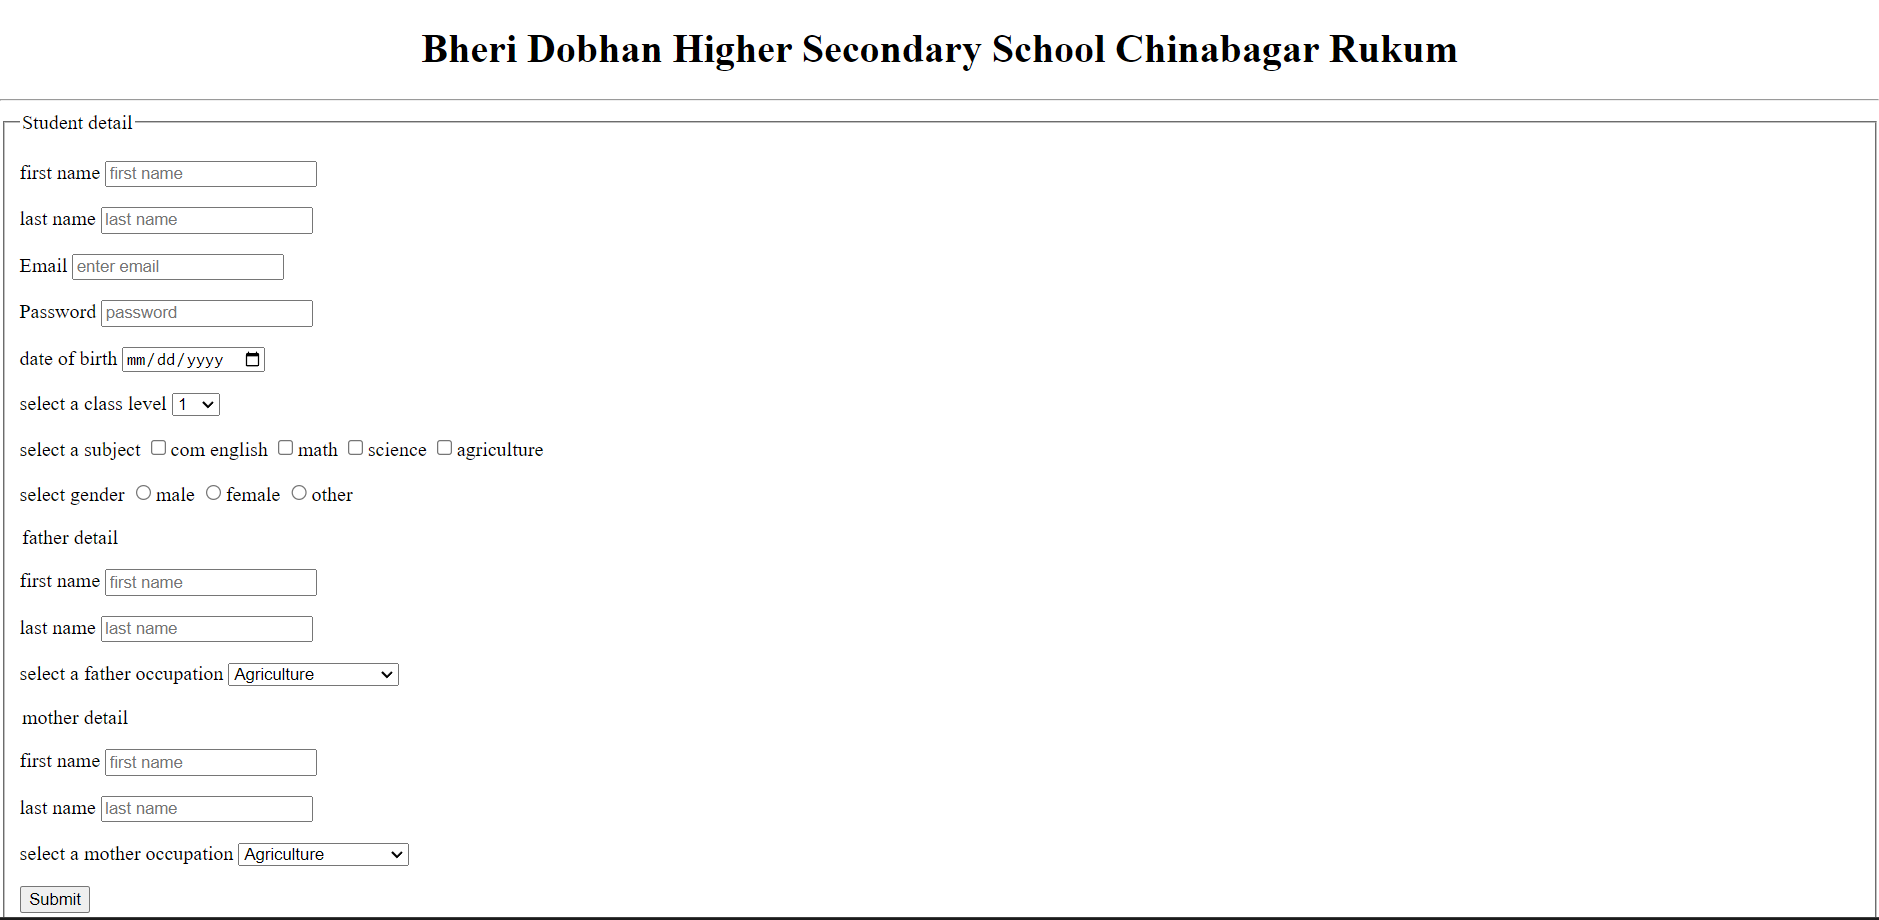 Bheri Dobhan Higher Secondary School Chinabagar Rukum
Student detail
first name first name
last name last name
Email enter email
Password password
date of birth mm/dd/yyyy
select a class level 1
select a subject com english math science agriculture
select gender male female other
father detail
first name first name
last name last name
select a father occupation Agriculture
mother detail
first name first name
last name last name
select a mother occupation Agriculture
Submit